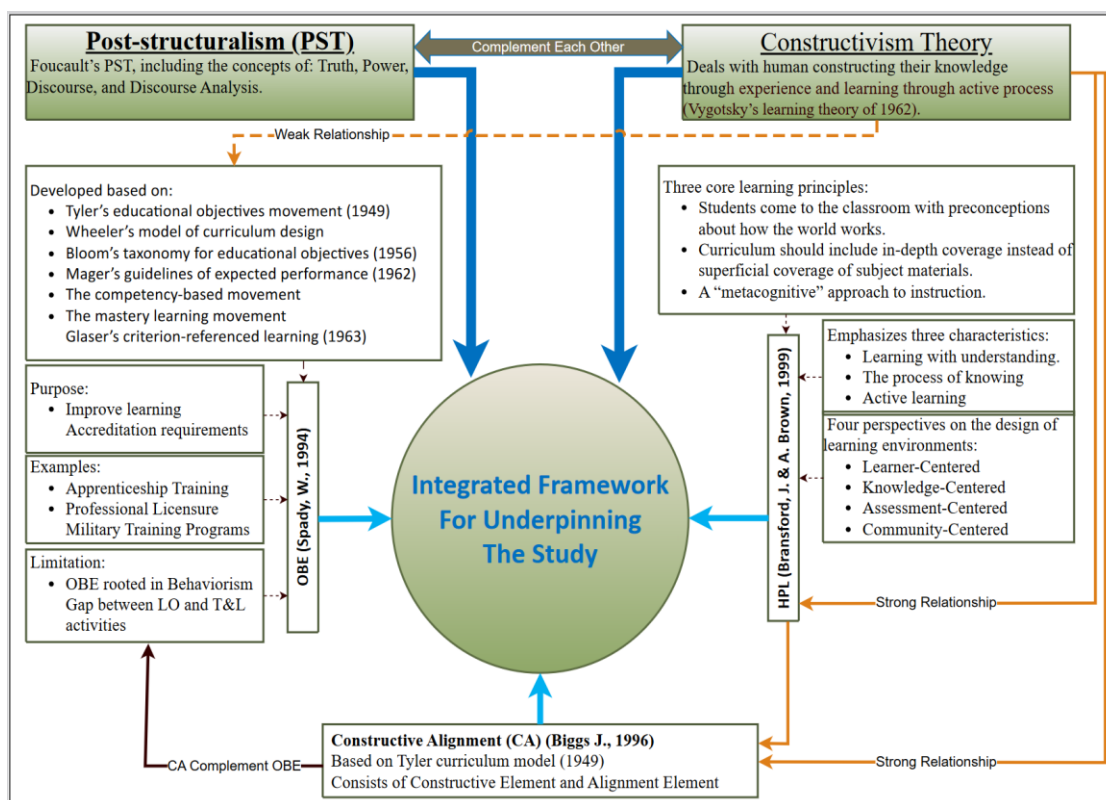 Post-structuralism (PST)
Foucault's PST, including the concepts of: Truth, Power,
Discourse, and Discourse Analysis.
Complement Each Other
Constructivism Theory
Deals with human constructing their knowledge
through experience and learning through active process
(Vygotsky's learning theory of 1962).
Weak Relationship
Developed based on:
• Tyler's educational objectives movement (1949)
• Wheeler's model of curriculum design
• Bloom's taxonomy for educational objectives (1956)
• Mager's guidelines of expected performance (1962)
• The competency-based movement
• The mastery learning movement
Glaser's criterion-referenced learning (1963)
Three core learning principles:
• Students come to the classroom with preconceptions
about how the world works.
• Curriculum should include in-depth coverage instead of
superficial coverage of subject materials.
• A “metacognitive” approach to instruction.
Purpose:
• Improve learning
Accreditation requirements
Examples:
• Apprenticeship Training
• Professional Licensure
Military Training Programs
Limitation:
• OBE rooted in Behaviorism
Gap between LO and T&L
activities
OBE (Spady, W., 1994)
Integrated Framework
For Underpinning
The Study
HPL (Bransford, J. & A. Brown, 1999)
Emphasizes three characteristics:
• Learning with understanding.
• The process of knowing
• Active learning
Four perspectives on the design of
learning environments:
• Learner-Centered
• Knowledge-Centered
• Assessment-Centered
• Community-Centered
Strong Relationship
Constructive Alignment (CA) (Biggs J., 1996)
Based on Tyler curriculum model (1949)
Consists of Constructive Element and Alignment Element
CA Complement OBE
Strong Relationship